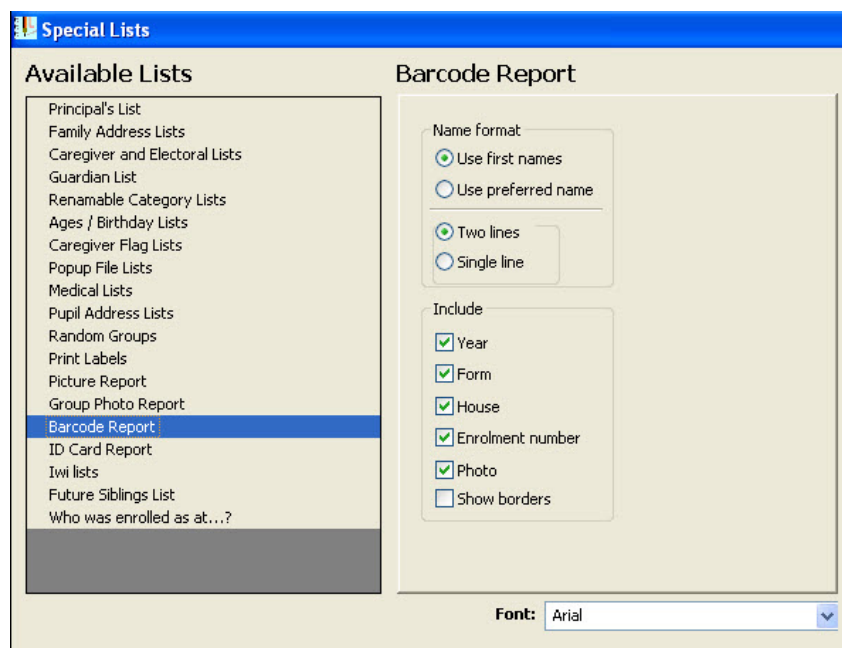 Special Lists
Available Lists
Principal's List
Family Address Lists
Caregiver and Electoral Lists
Guardian List
Renamable Category Lists
Ages / Birthday Lists
Caregiver Flag Lists
Popup File Lists
Medical Lists
Pupil Address Lists
Random Groups
Print Labels
Picture Report
Group Photo Report
Barcode Report
ID Card Report
Iwi lists
Future Siblings List
Who was enrolled as at...?
Barcode Report
Name format
Use first names
Use preferred name
Two lines
Single line
Include
Year
Form
House
Enrolment number
Photo
Show borders
Font: Arial